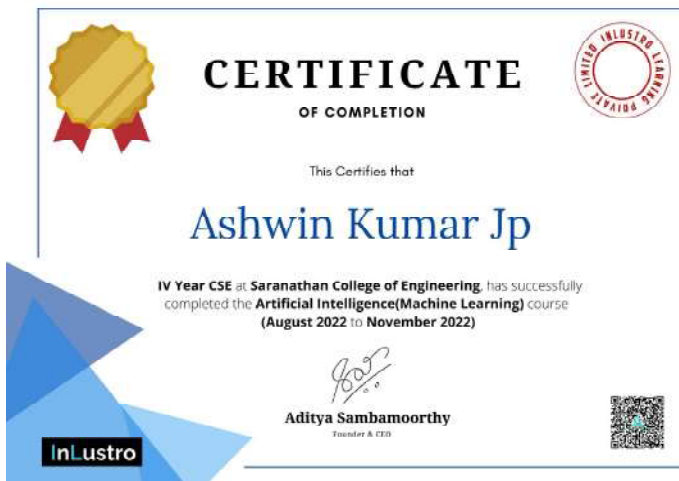 CERTIFICATE
INLUSTRO LEARNING PRIVATE LIMITED
OF COMPLETION
This Certifies that
Ashwin Kumar Jp
IV Year CSE at Saranathan College of Engineering, has successfully
completed the Artificial Intelligence(Machine Learning) course
(August 2022 to November 2022)
Aditya Sambamoorthy
Founder & CEO
InLustro